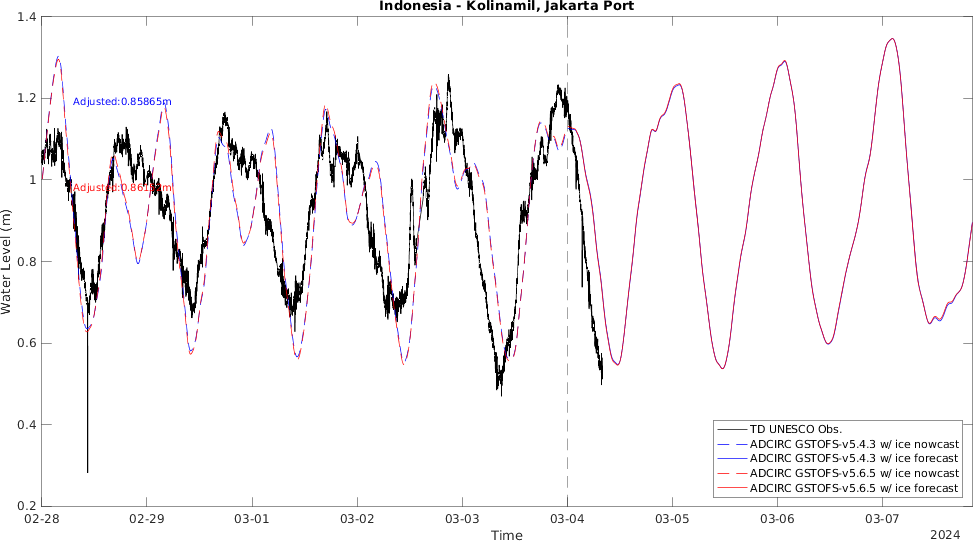 Indonesia - Kolinamil, Jakarta Port
1.4
1.2
1
0.8
0.6
0.4
0.2
Water Level (m)
Adjusted:0.85865m
02-28
02-29
03-01
03-02
03-03
03-04
03-05
03-06
03-07
Time
2024
TD UNESCO Obs.
ADCIRC GSTOFS-v5.4.3 w/ ice nowcast
ADCIRC GSTOFS-v5.4.3 w/ ice forecast
ADCIRC GSTOFS-v5.6.5 w/ ice nowcast
ADCIRC GSTOFS-v5.6.5 w/ ice forecast